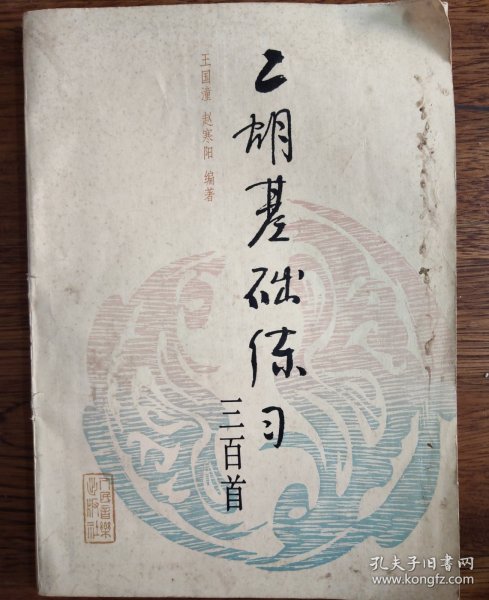 王国潼 赵寒阳 编著
二胡基础练习
三百首
人民音乐
出版社
孔夫子旧书网
www.kongfz.com